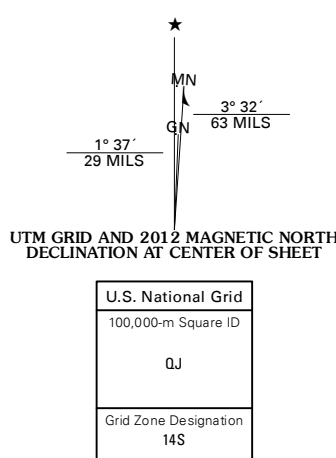 ★
MN
3° 32´
63 MILS
GN
1° 37´
29 MILS
UTM GRID AND 2012 MAGNETIC NORTH
DECLINATION AT CENTER OF SHEET
U.S. National Grid
100,000-m Square ID
QJ
Grid Zone Designation
14S